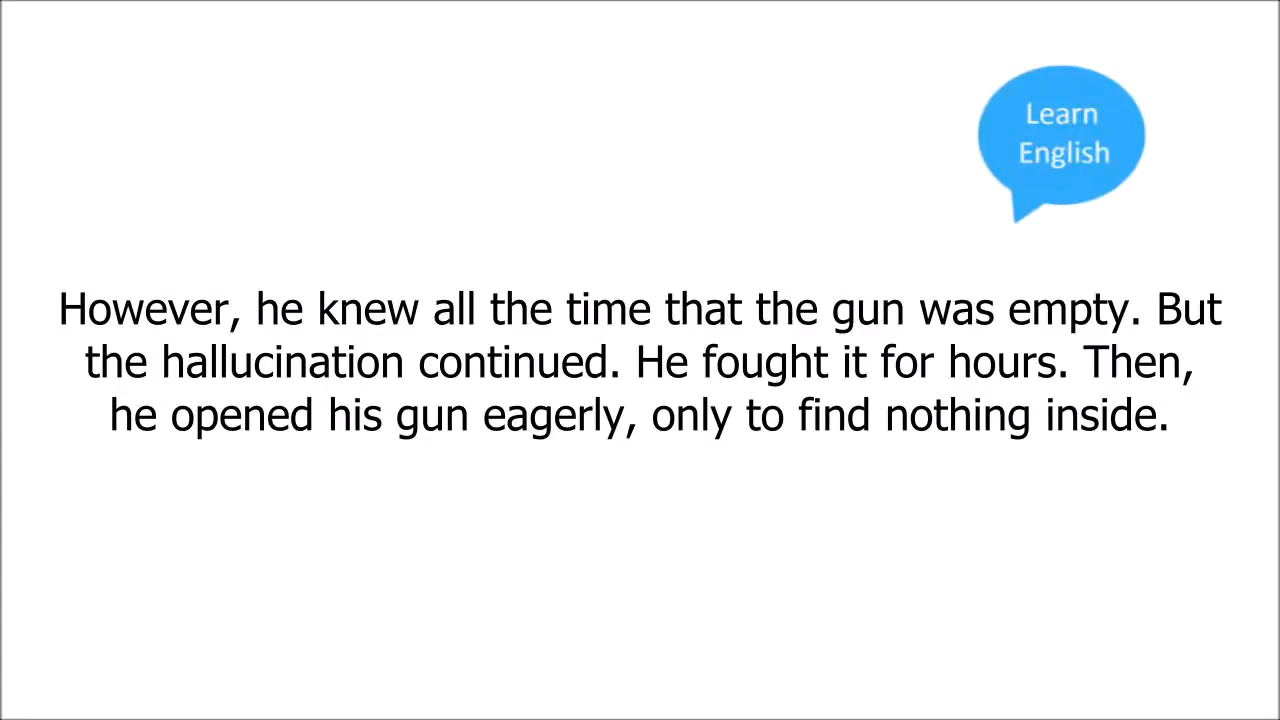 Learn
English
However, he knew all the time that the gun was empty. But
the hallucination continued. He fought it for hours. Then,
he opened his gun eagerly, only to find nothing inside.